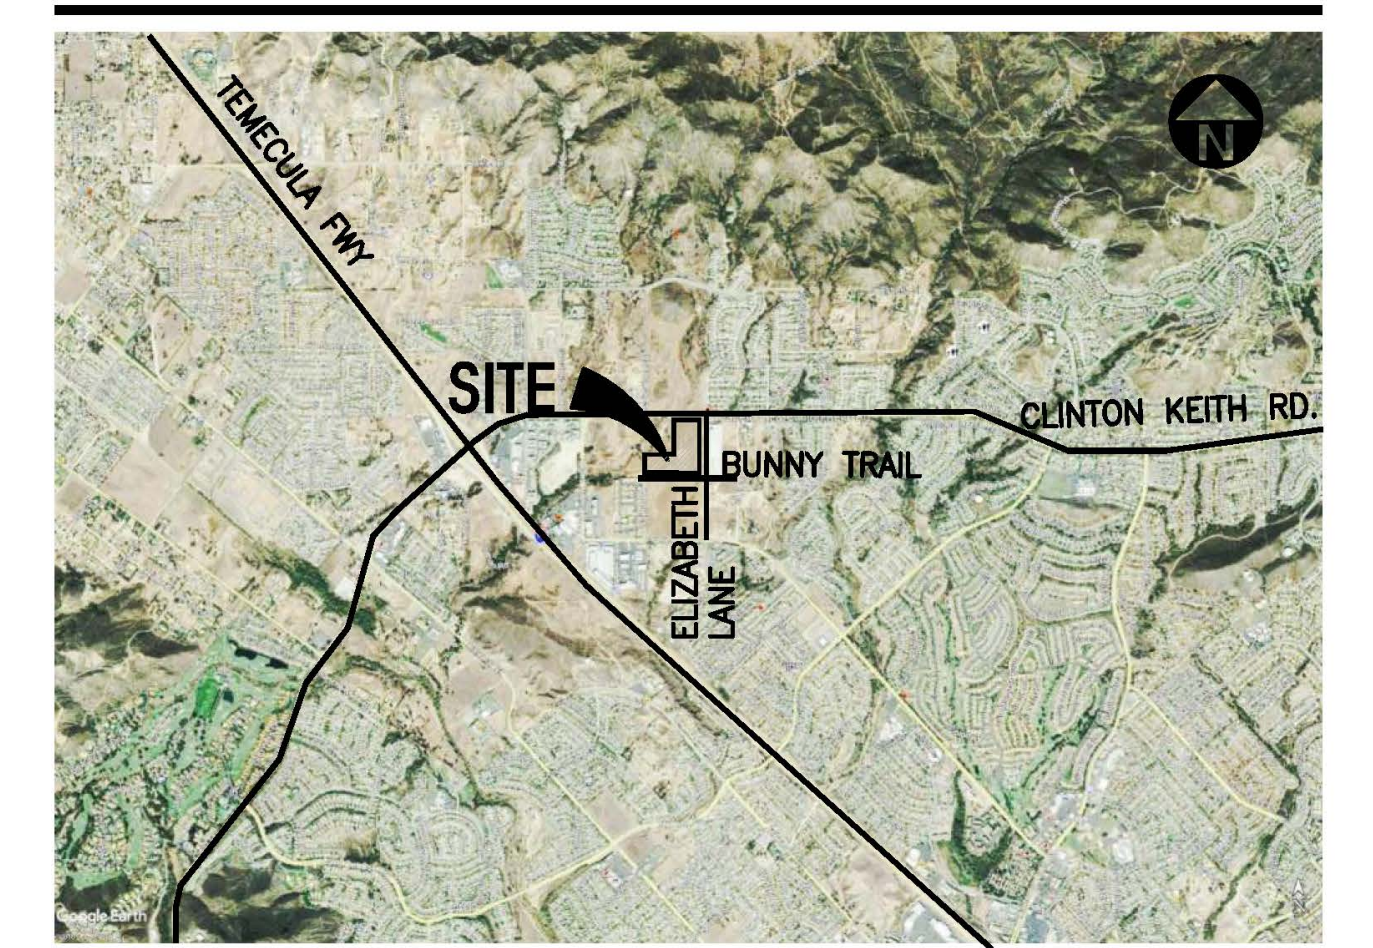 TEMECULA FWY
N
SITE
CLINTON KEITH RD.
BUNNY TRAIL
ELIZABETH
LANE
Google Earth